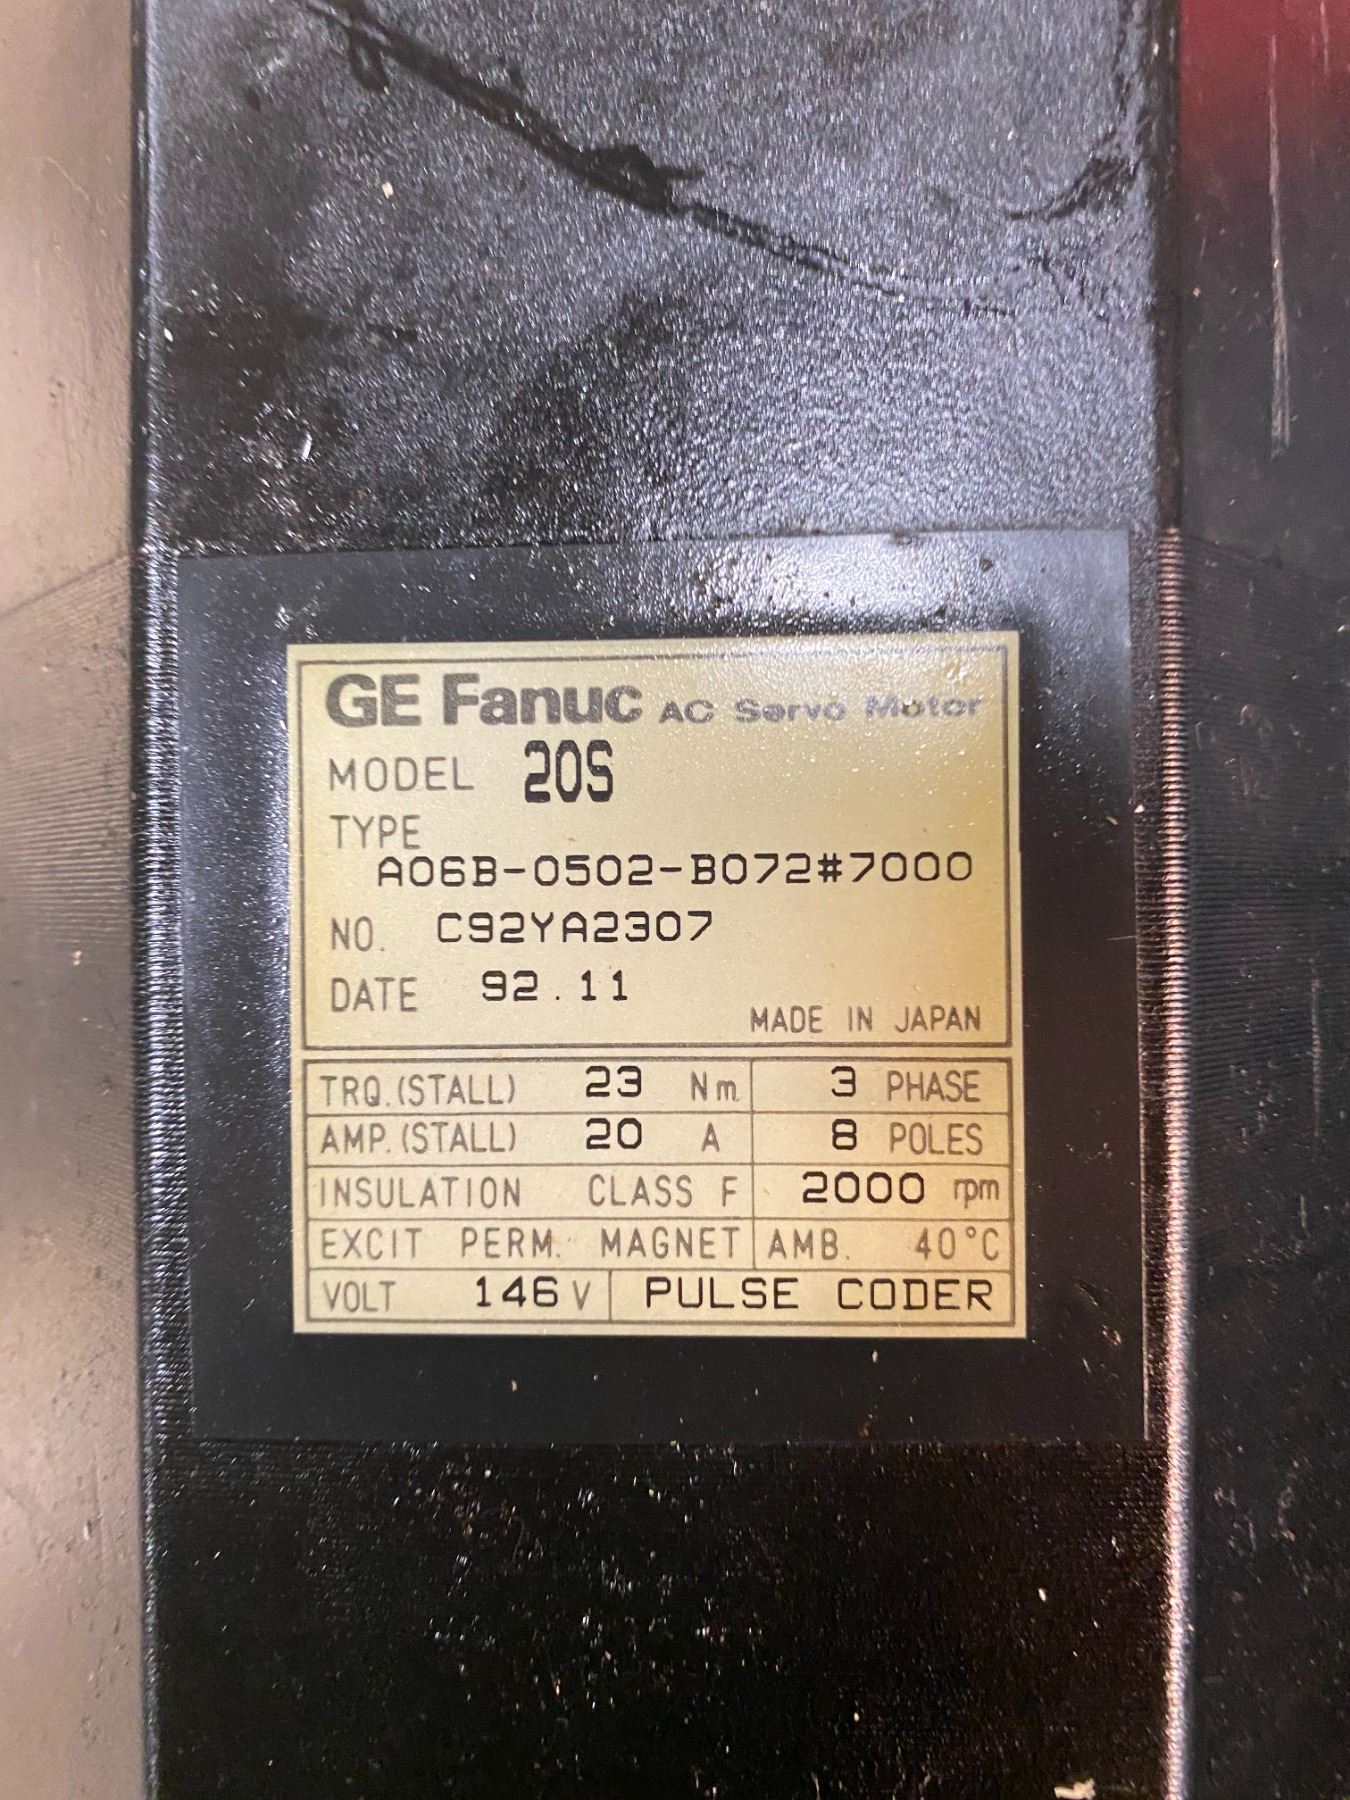 GE Fanuc AC Servo Motor
MODEL 20S
TYPE
A06B-0502-B072#7000
NO. C92YA2307
DATE 92.11
MADE IN JAPAN
TRQ.(STALL) 23 Nm 3 PHASE
AMP.(STALL) 20 A 8 POLES
INSULATION CLASS F 2000 rpm
EXCIT PERM. MAGNET AMB. 40°C
VOLT 146 V PULSE CODER